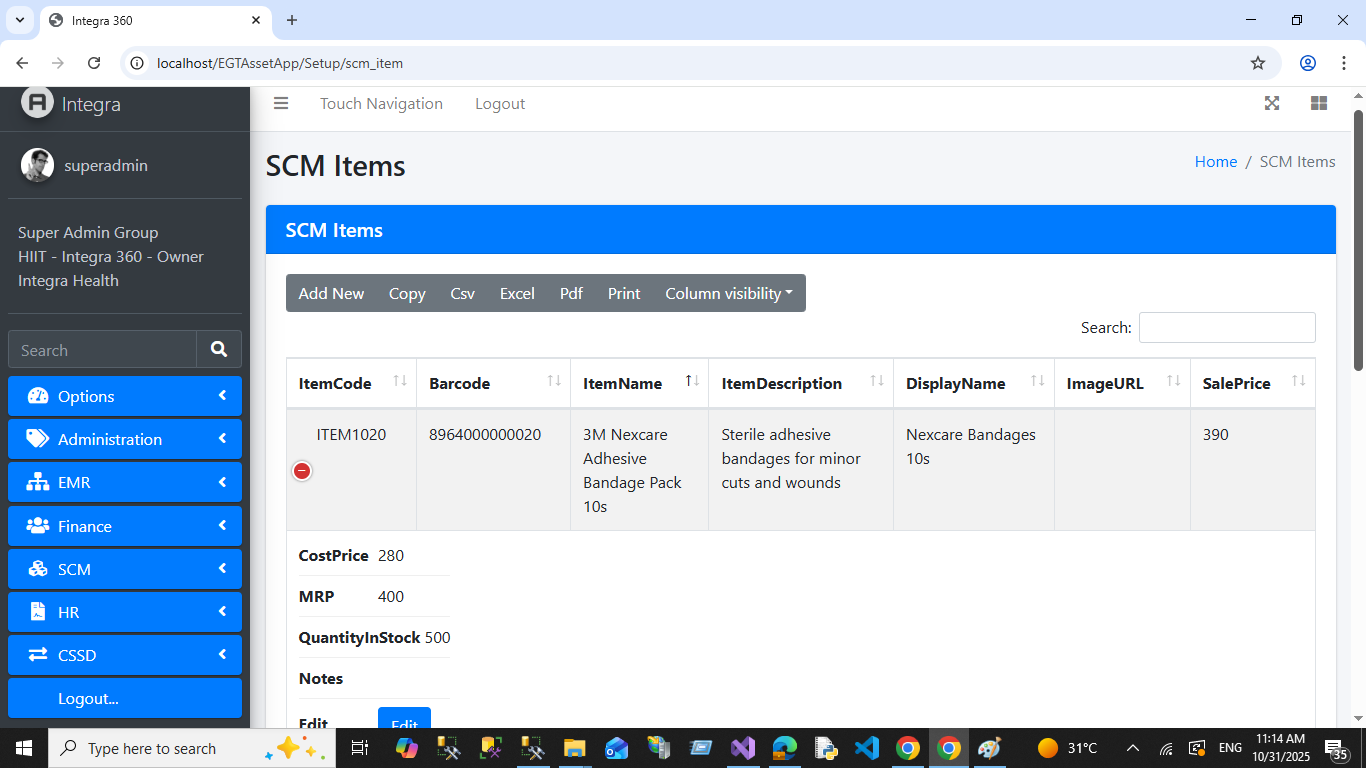 Integra 360
localhost/EGTAssetApp/Setup/scm_item
Integra
Touch Navigation
Logout
superadmin
SCM Items
Home / SCM Items
Super Admin Group
HIIT - Integra 360 - Owner
Integra Health
Search
Options
Administration
EMR
Finance
SCM
HR
CSSD
Logout...
SCM Items
Add New
Copy
Csv
Excel
Pdf
Print
Column visibility
Search:
ItemCode Barcode ItemName ItemDescription DisplayName ImageURL SalePrice
ITEM1020
8964000000020
3M Nexcare
Adhesive
Bandage Pack
10s
Sterile adhesive
bandages for minor
cuts and wounds
Nexcare Bandages
10s
390
CostPrice 280
MRP 400
QuantityInStock 500
Notes
Edit Edit
Type here to search
31°C
ENG
11:14 AM
10/31/2025
35